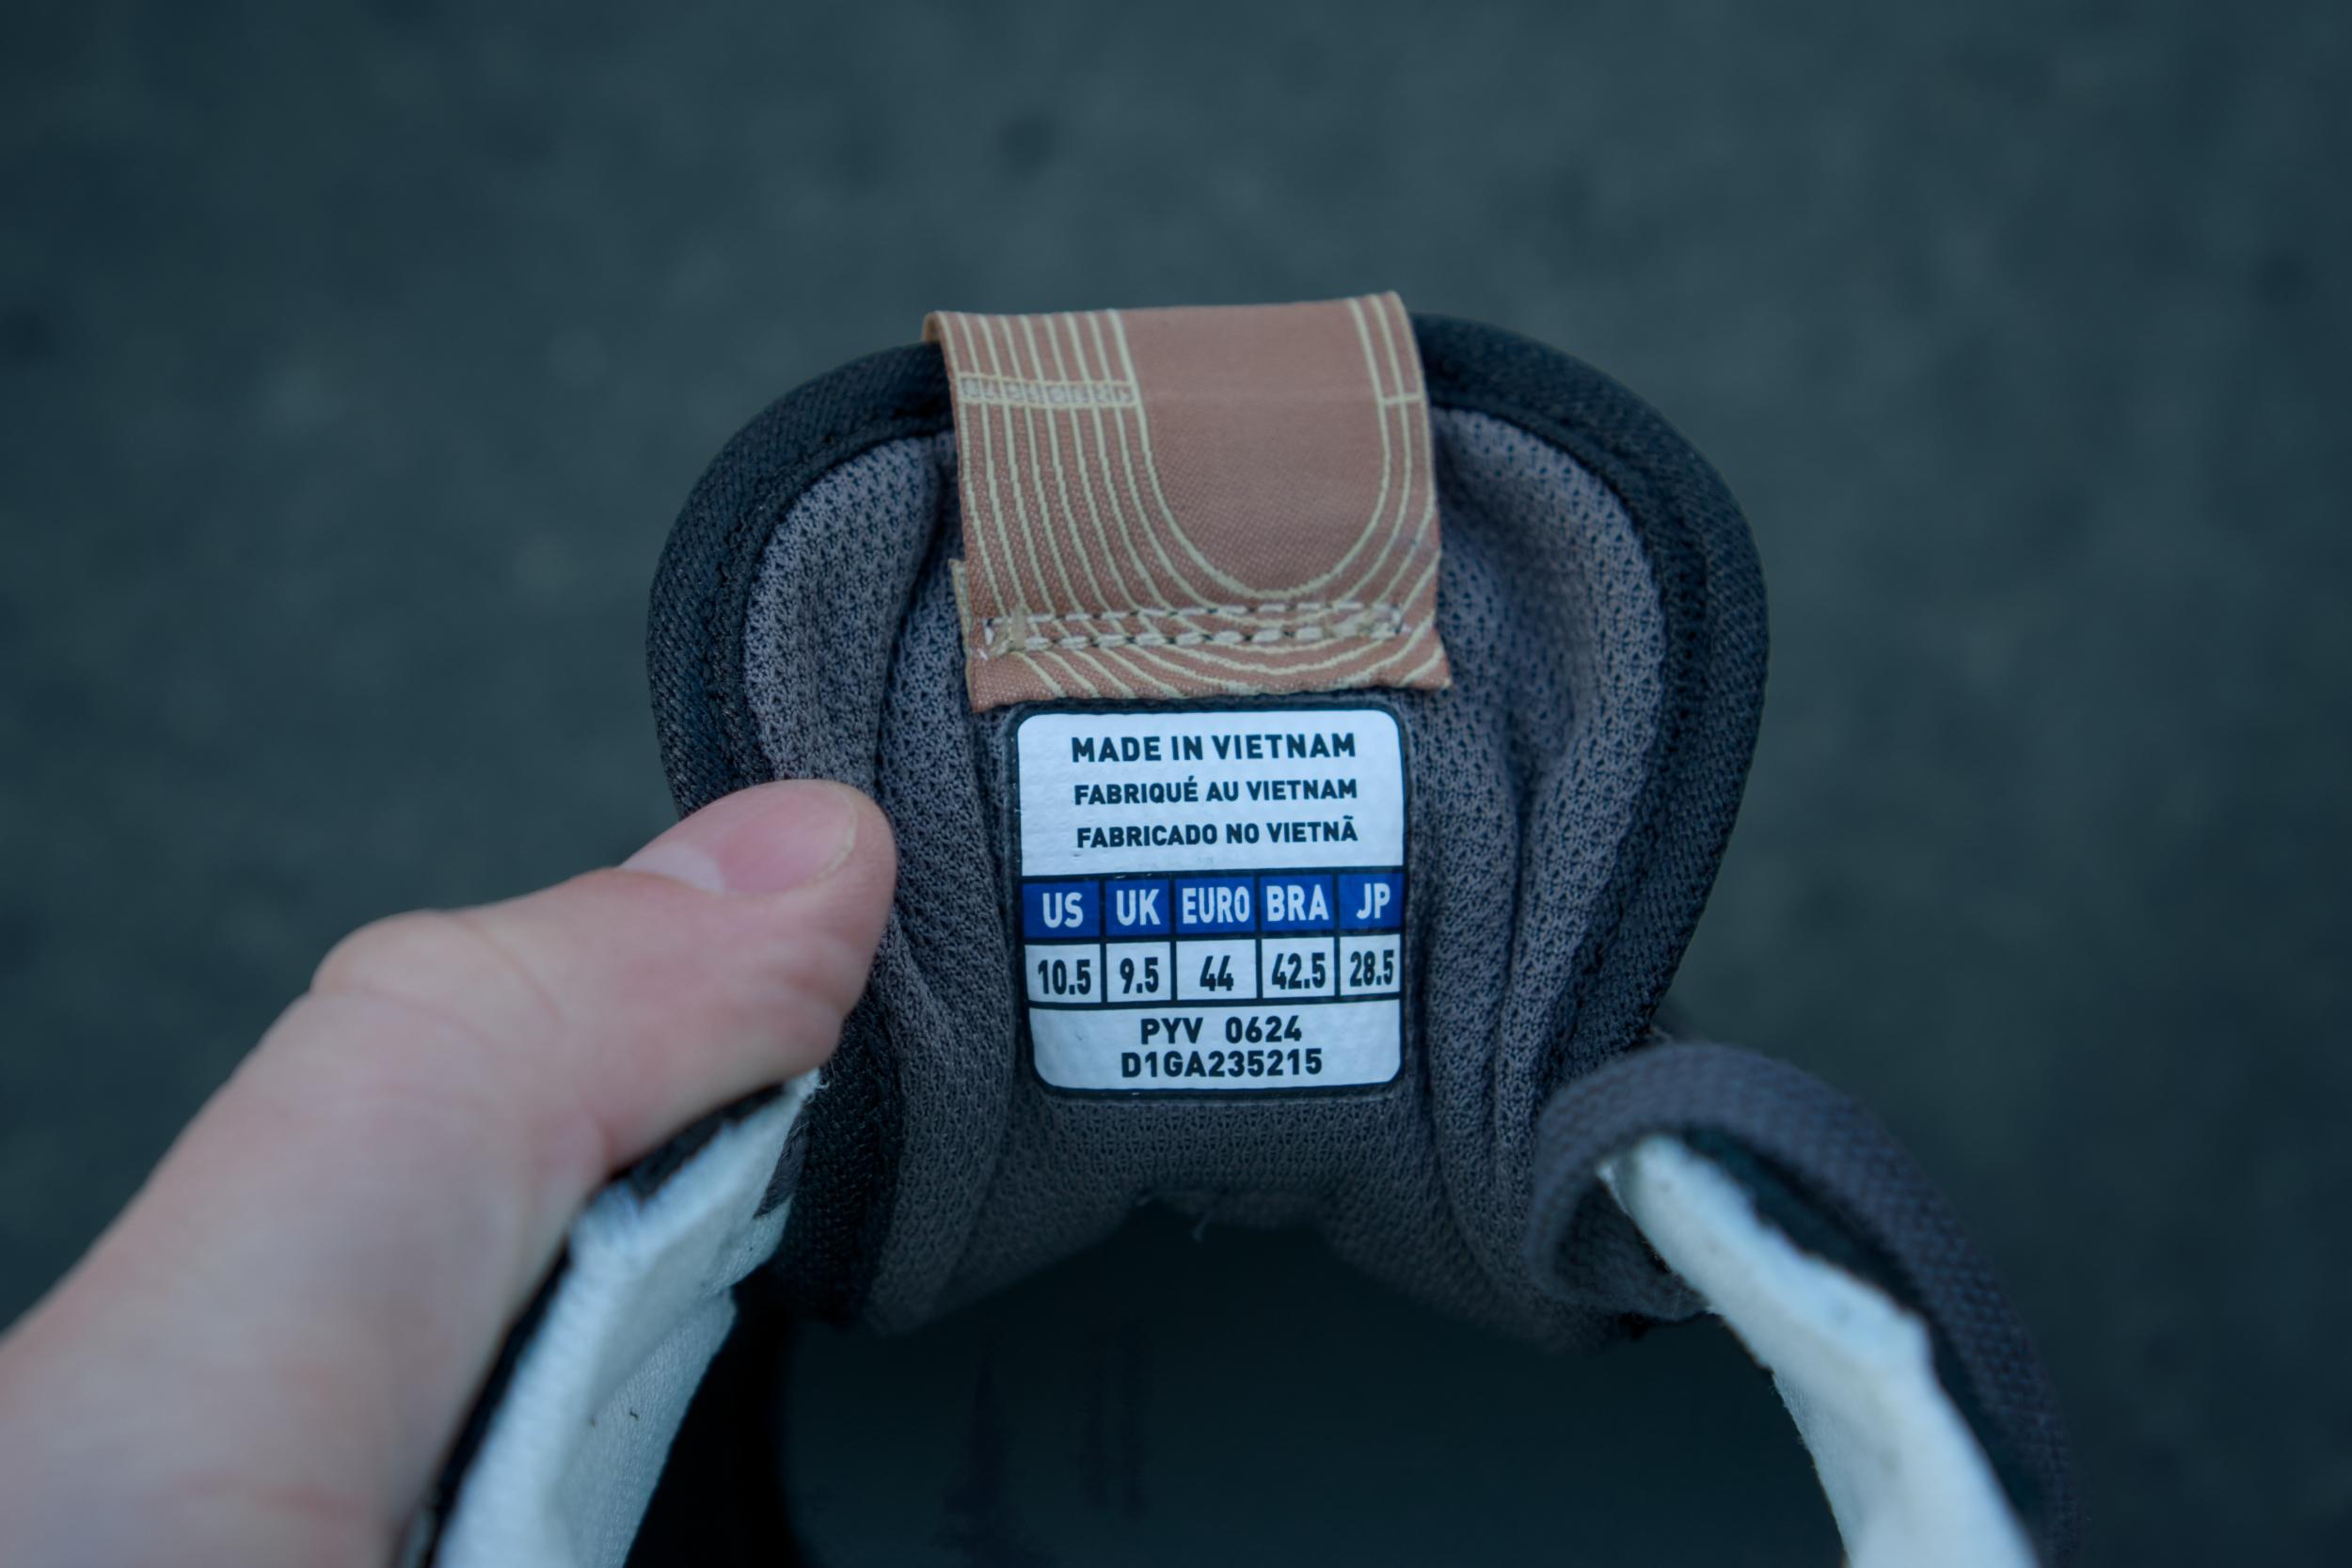 MADE IN VIETNAM
FABRIQUÉ AU VIETNAM
FABRICADO NO VIETNÃ
US UK EURO BRA JP
10.5 9.5 44 42.5 28.5
PYV 0624
D1GA235215